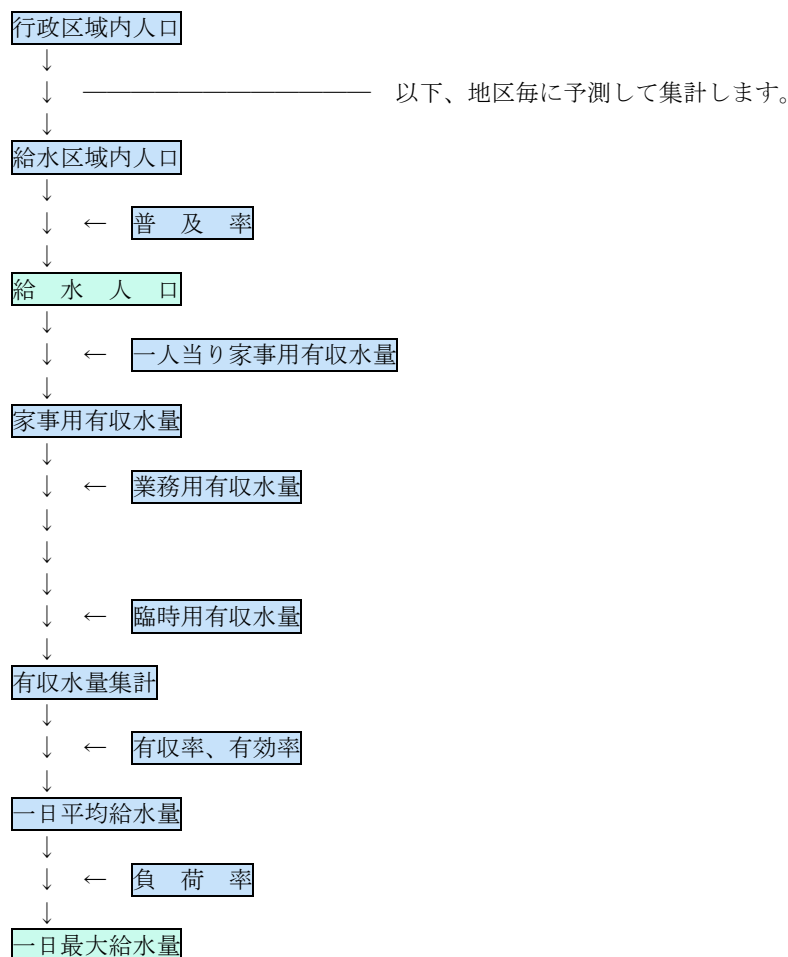 行政区域内人口
↓
↓ ―――――――――――― 以下、地区毎に予測して集計します。
↓
給水区域内人口
↓
↓ ← 普 及 率
↓
給 水 人 口
↓
↓ ← 一人当り家事用有収水量
↓
家事用有収水量
↓
↓ ← 業務用有収水量
↓
↓
↓
↓ ← 臨時用有収水量
↓
有収水量集計
↓
↓ ← 有収率、有効率
↓
一日平均給水量
↓
↓ ← 負 荷 率
↓
一日最大給水量